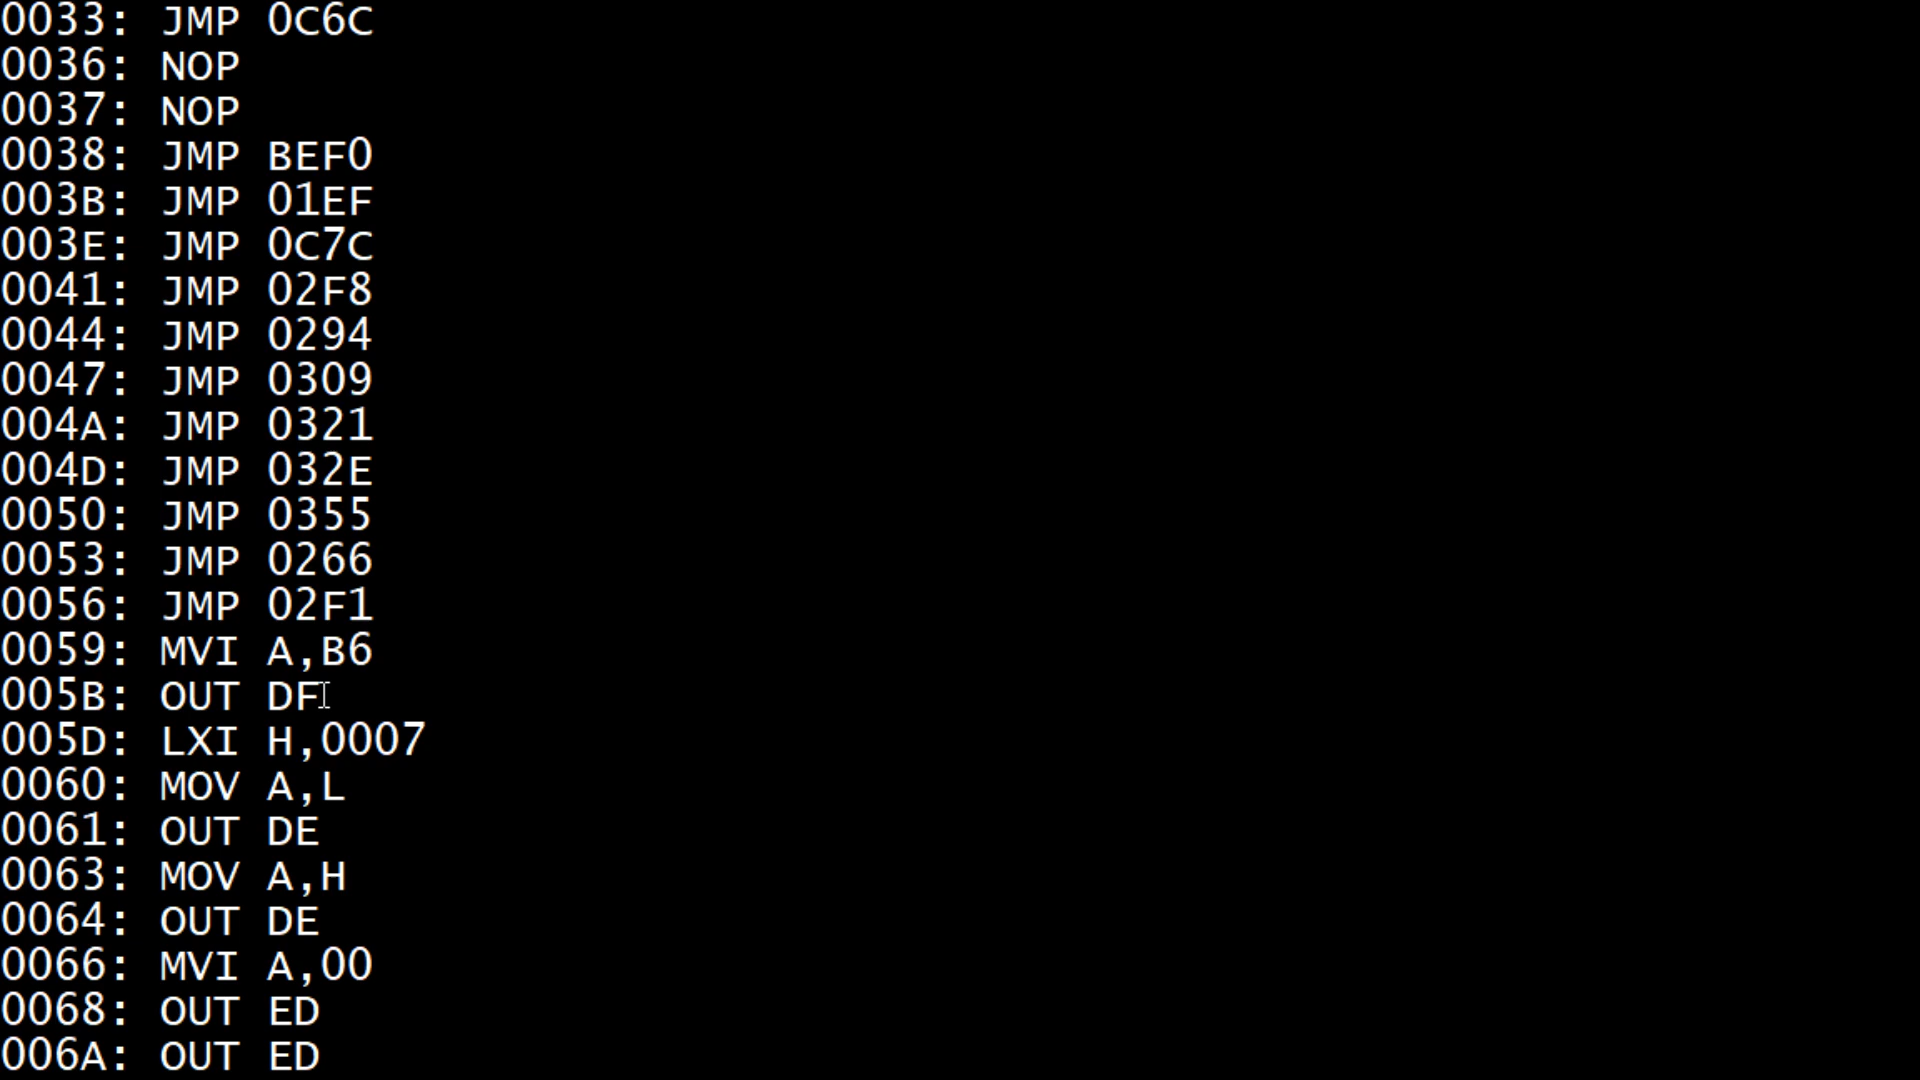 0033: JMP 0C6C
0036: NOP
0037: NOP
0038: JMP BEF0
003B: JMP 01EF
003E: JMP 0C7C
0041: JMP 02F8
0044: JMP 0294
0047: JMP 0309
004A: JMP 0321
004D: JMP 032E
0050: JMP 0355
0053: JMP 0266
0056: JMP 02F1
0059: MVI A,B6
005B: OUT DF
005D: LXI H,0007
0060: MOV A,L
0061: OUT DE
0063: MOV A,H
0064: OUT DE
0066: MVI A,00
0068: OUT ED
006A: OUT ED